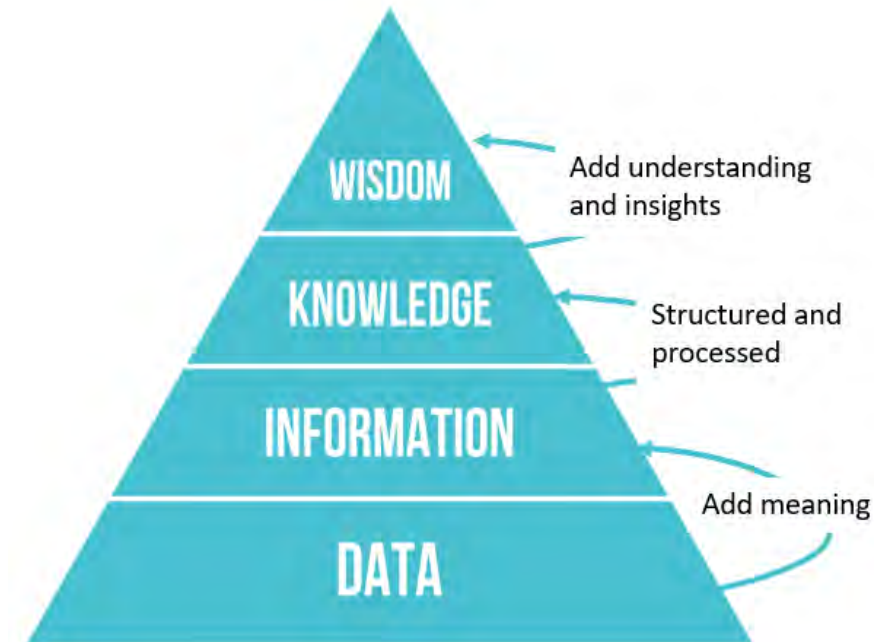 WISDOM
Add understanding
and insights
KNOWLEDGE
Structured and
processed
INFORMATION
Add meaning
DATA